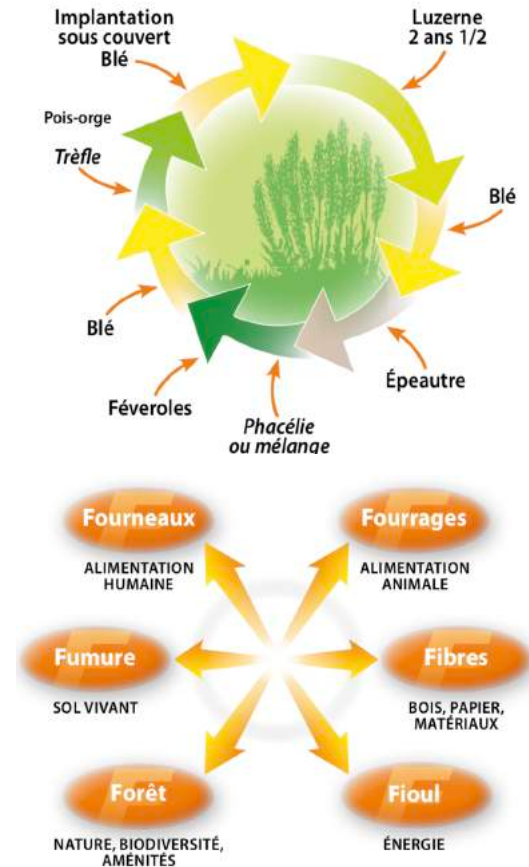 Implantation
sous couvert
Blé
Luzerne
2 ans 1/2
Pois-orge
Trèfle
Blé
Blé
Épeautre
Féveroles
Phacélie
ou mélange
Fourneaux
ALIMENTATION
HUMAINE
Fourrages
ALIMENTATION
ANIMALE
Fumure
SOL VIVANT
Fibres
BOIS, PAPIER,
MATÉRIAUX
Forêt
NATURE, BIODIVERSITÉ,
AMÉNITÉS
Fioul
ÉNERGIE